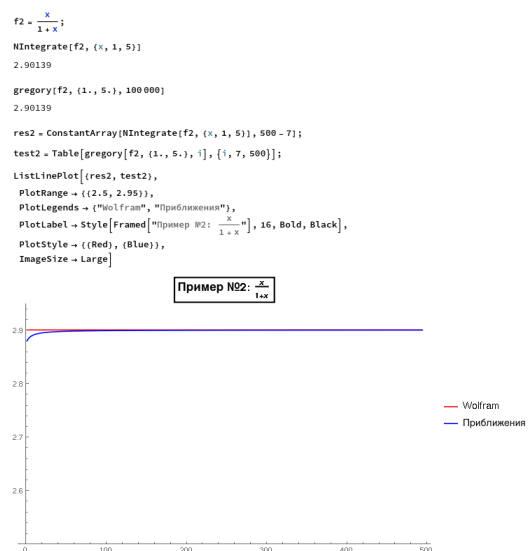 f2 = x
1 + x ;
NIntegrate[f2, {x, 1, 5}]
2.90139
gregory[f2, {1., 5.}, 100 000]
2.90139
res2 = ConstantArray[NIntegrate[f2, {x, 1, 5}], 500 - 7];
test2 = Table[gregory[f2, {1., 5.}, i], {i, 7, 500}];
ListLinePlot[{res2, test2},
PlotRange → {{2.5, 2.95}},
PlotLegends → {"Wolfram", "Приближения"},
PlotLabel → Style[Framed["Пример №2: x/1 + x"], 16, Bold, Black],
PlotStyle → {{Red}, {Blue}},
ImageSize → Large]
Пример №2: x/1+x
2.9
2.8
2.7
2.6
0 100 200 300 400 500
Wolfram
Приближения